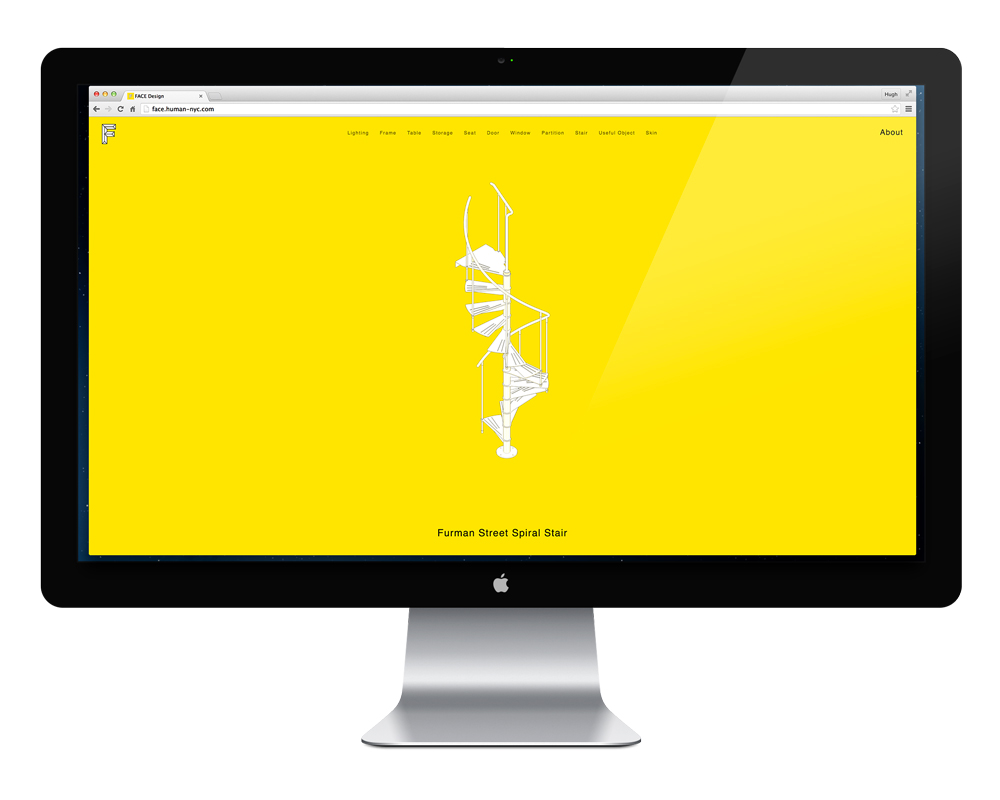 FACE Design
Hugh
face.human-nyc.com
F
Lighting Frame Table Storage Seat Door Window Partition Stair Useful Object Skin
About
Furman Street Spiral Stair